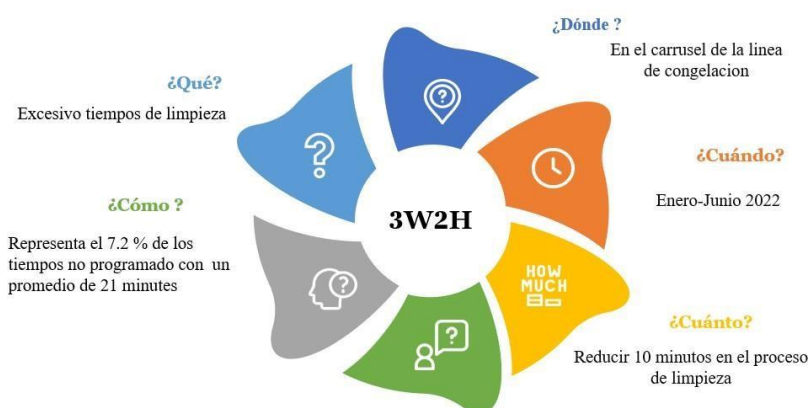 ¿Dónde ?
En el carrusel de la linea
de congelacion
¿Qué?
Excesivo tiempos de limpieza
¿Cuándo?
Enero-Junio 2022
¿Cómo ?
Representa el 7.2 % de los
tiempos no programado con un
promedio de 21 minutes
3W2H
HOW
MUCH
¿Cuánto?
Reducir 10 minutos en el proceso
de limpieza